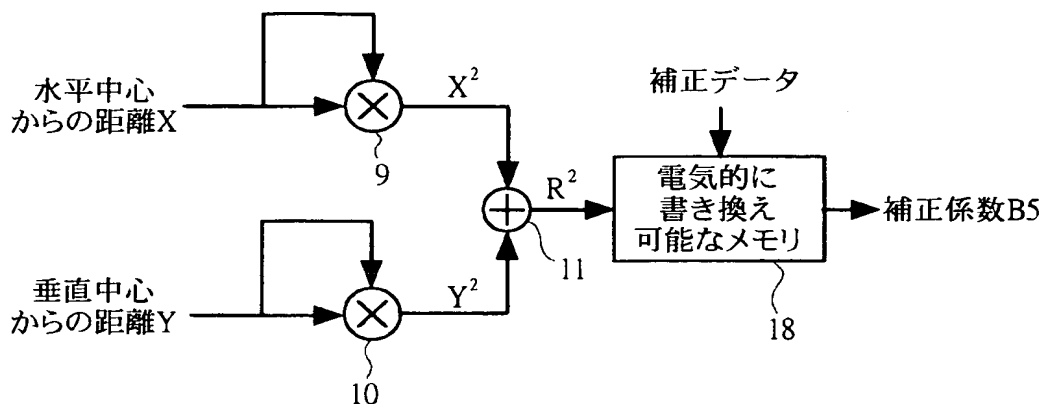 水平中心
からの距離X
9
X²
補正データ
R²
11
電気的に
書き換え
可能なメモリ
18
補正係数B5
垂直中心
からの距離Y
10
Y²